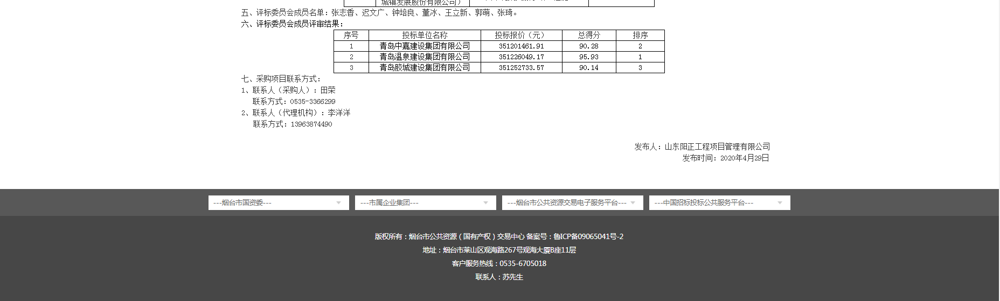 城镇发展股份有限公司）
五、评标委员会成员名单：张志香、迟文广、钟培良、董冰、王立新、郭萌、张琦。
六、评标委员会成员评审结果：
序号 投标单位名称 投标报价（元） 总得分 排序
1 青岛中嘉建设集团有限公司 351201461.91 90.28 2
2 青岛温泉建设集团有限公司 351226049.17 95.93 1
3 青岛胶城建设集团有限公司 351252733.57 90.14 3
七、采购项目联系方式：
1、联系人（采购人）：田荣
联系方式：0535-3366299
2、联系人（代理机构）：李洋洋
联系方式：13963874490
发布人：山东阳正工程项目管理有限公司
发布时间：2020年4月29日
---烟台市国资委--- ---市属企业集团--- ---烟台市公共资源交易电子服务平台--- ---中国招标投标公共服务平台---
版权所有：烟台市公共资源（国有产权）交易中心 备案号：鲁ICP备09065041号-2
地址：烟台市莱山区观海路267号观海大厦B座11层
客户服务热线：0535-6705018
联系人：苏先生